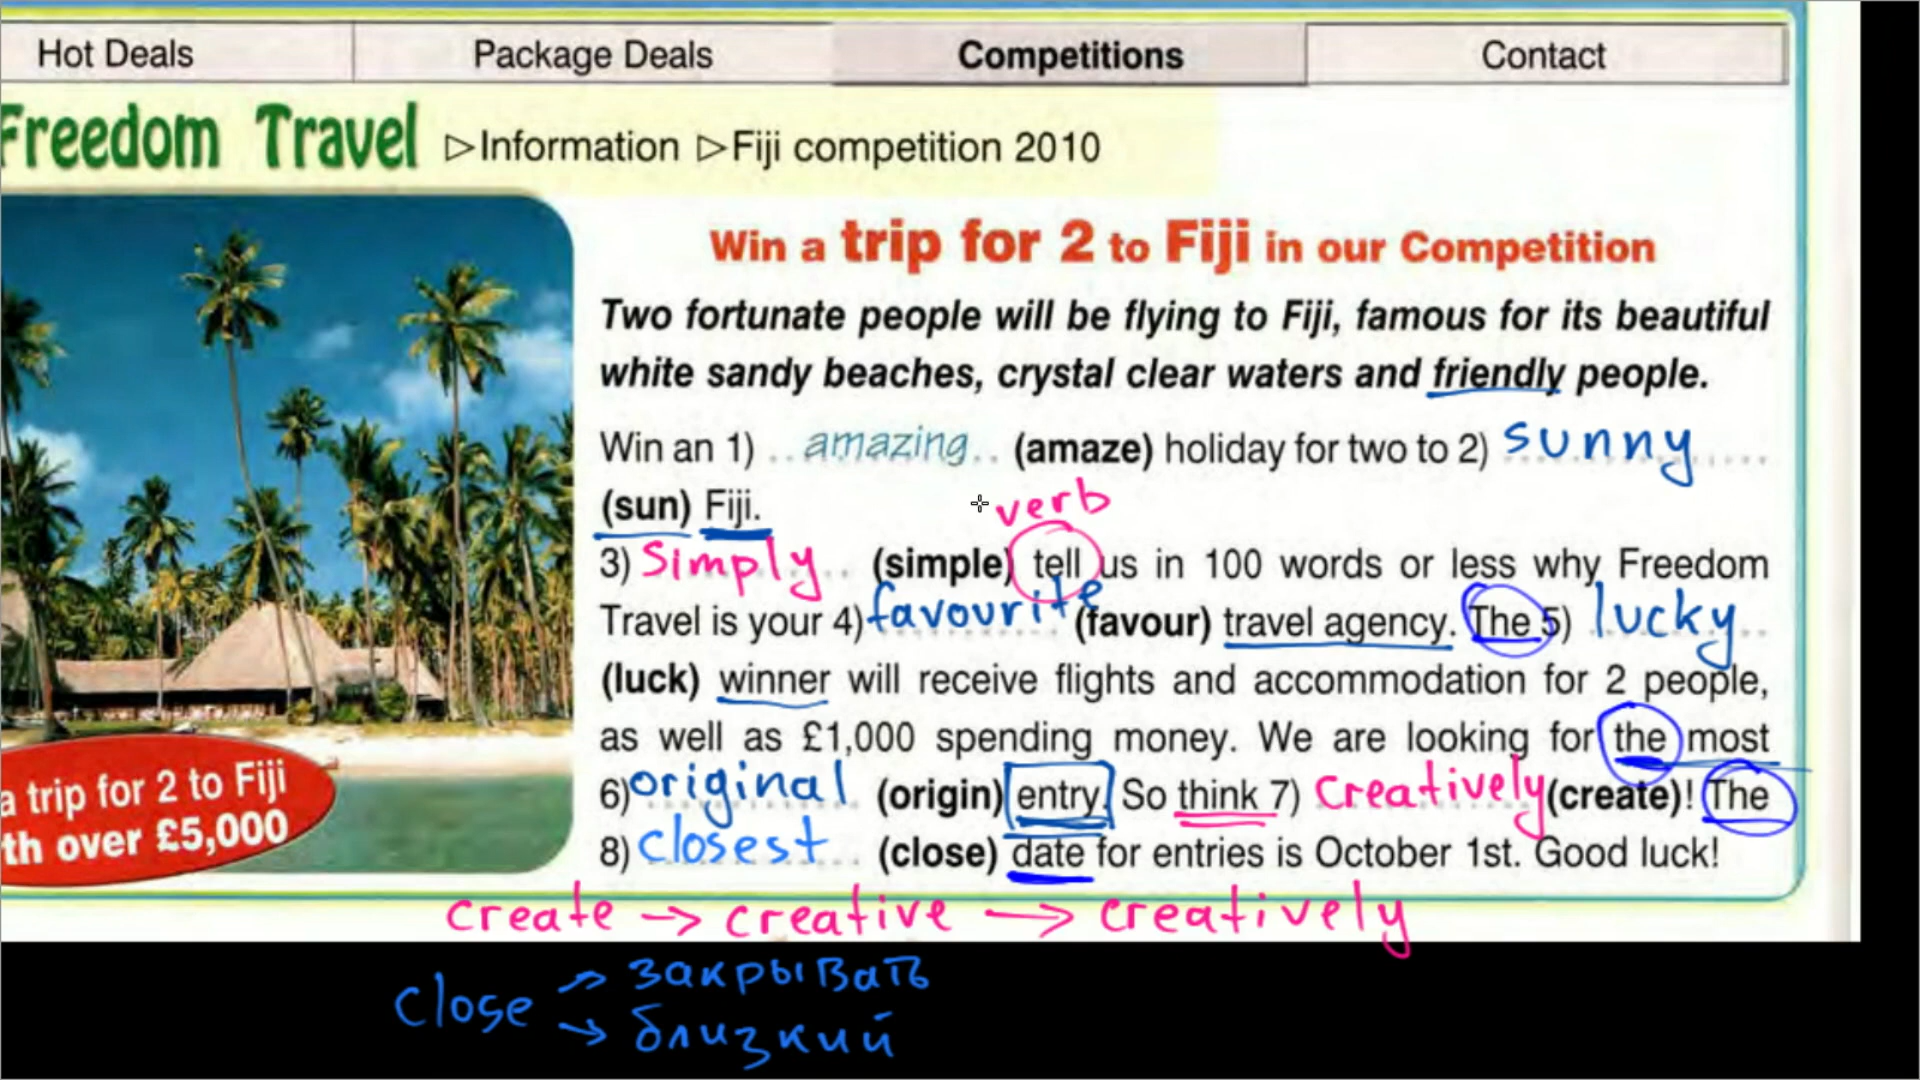 Hot Deals Package Deals Competitions Contact
Freedom Travel ▷Information ▷Fiji competition 2010
Win a trip for 2 to Fiji in our Competition
Two fortunate people will be flying to Fiji, famous for its beautiful
white sandy beaches, crystal clear waters and friendly people.
Win an 1) ..amazing.. (amaze) holiday for two to 2) sunny ....
(sun) Fiji.
verb
3) Simply .. (simple) tell us in 100 words or less why Freedom
Travel is your 4) favourite (favour) travel agency. The 5) lucky ..
(luck) winner will receive flights and accommodation for 2 people,
as well as £1,000 spending money. We are looking for the most
6) original (origin) entry. So think 7) Creatively (create)! The
8) closest ... (close) date for entries is October 1st. Good luck!
a trip for 2 to Fiji
th over £5,000
create → creative → creatively
close → закрывать
→ близкий